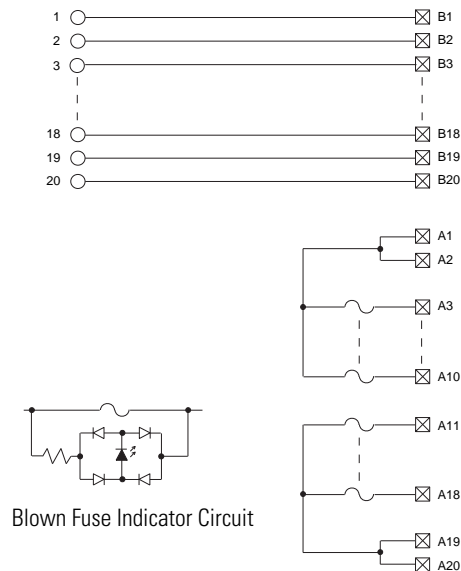 1 B1
2 B2
3 B3
18 B18
19 B19
20 B20
A1
A2
A3
A10
A11
A18
A19
A20
Blown Fuse Indicator Circuit